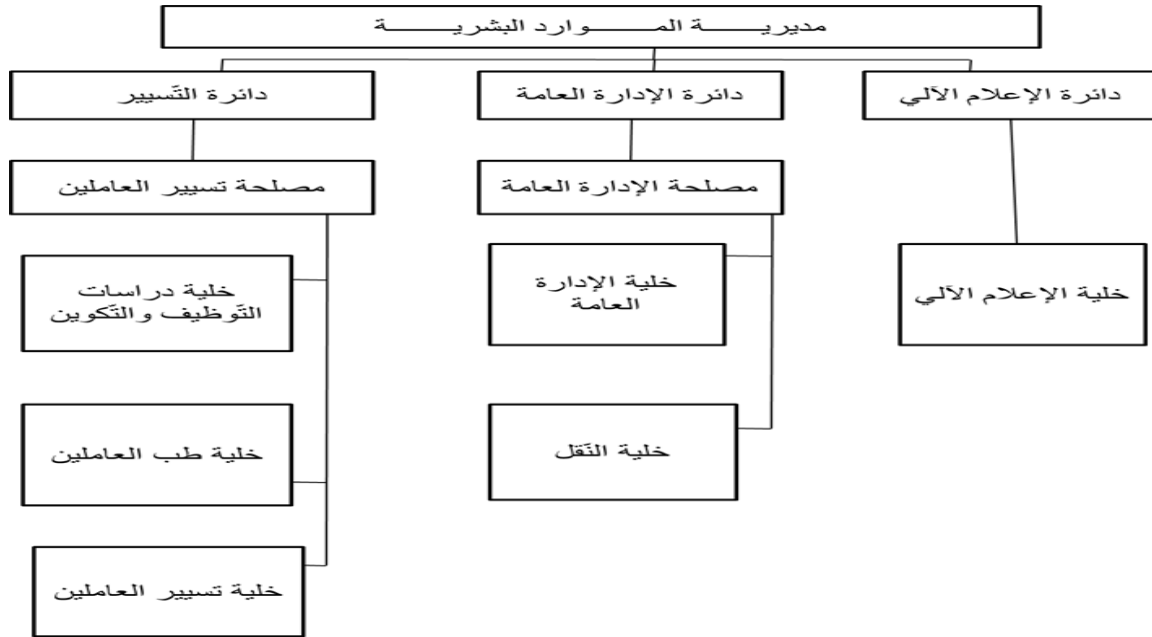 مديريـــــة المـــــوارد البشريـــــة
دائرة الإعلام الآلي
دائرة الإدارة العامة
دائرة التَسيير
مصلحة الإدارة العامة
مصلحة تسيير العاملين
خلية الإعلام الآلي
خلية الإدارة
العامة
خلية دراسات
التَوظيف والتَكوين
خلية النَقل
خلية طب العاملين
خلية تسيير العاملين